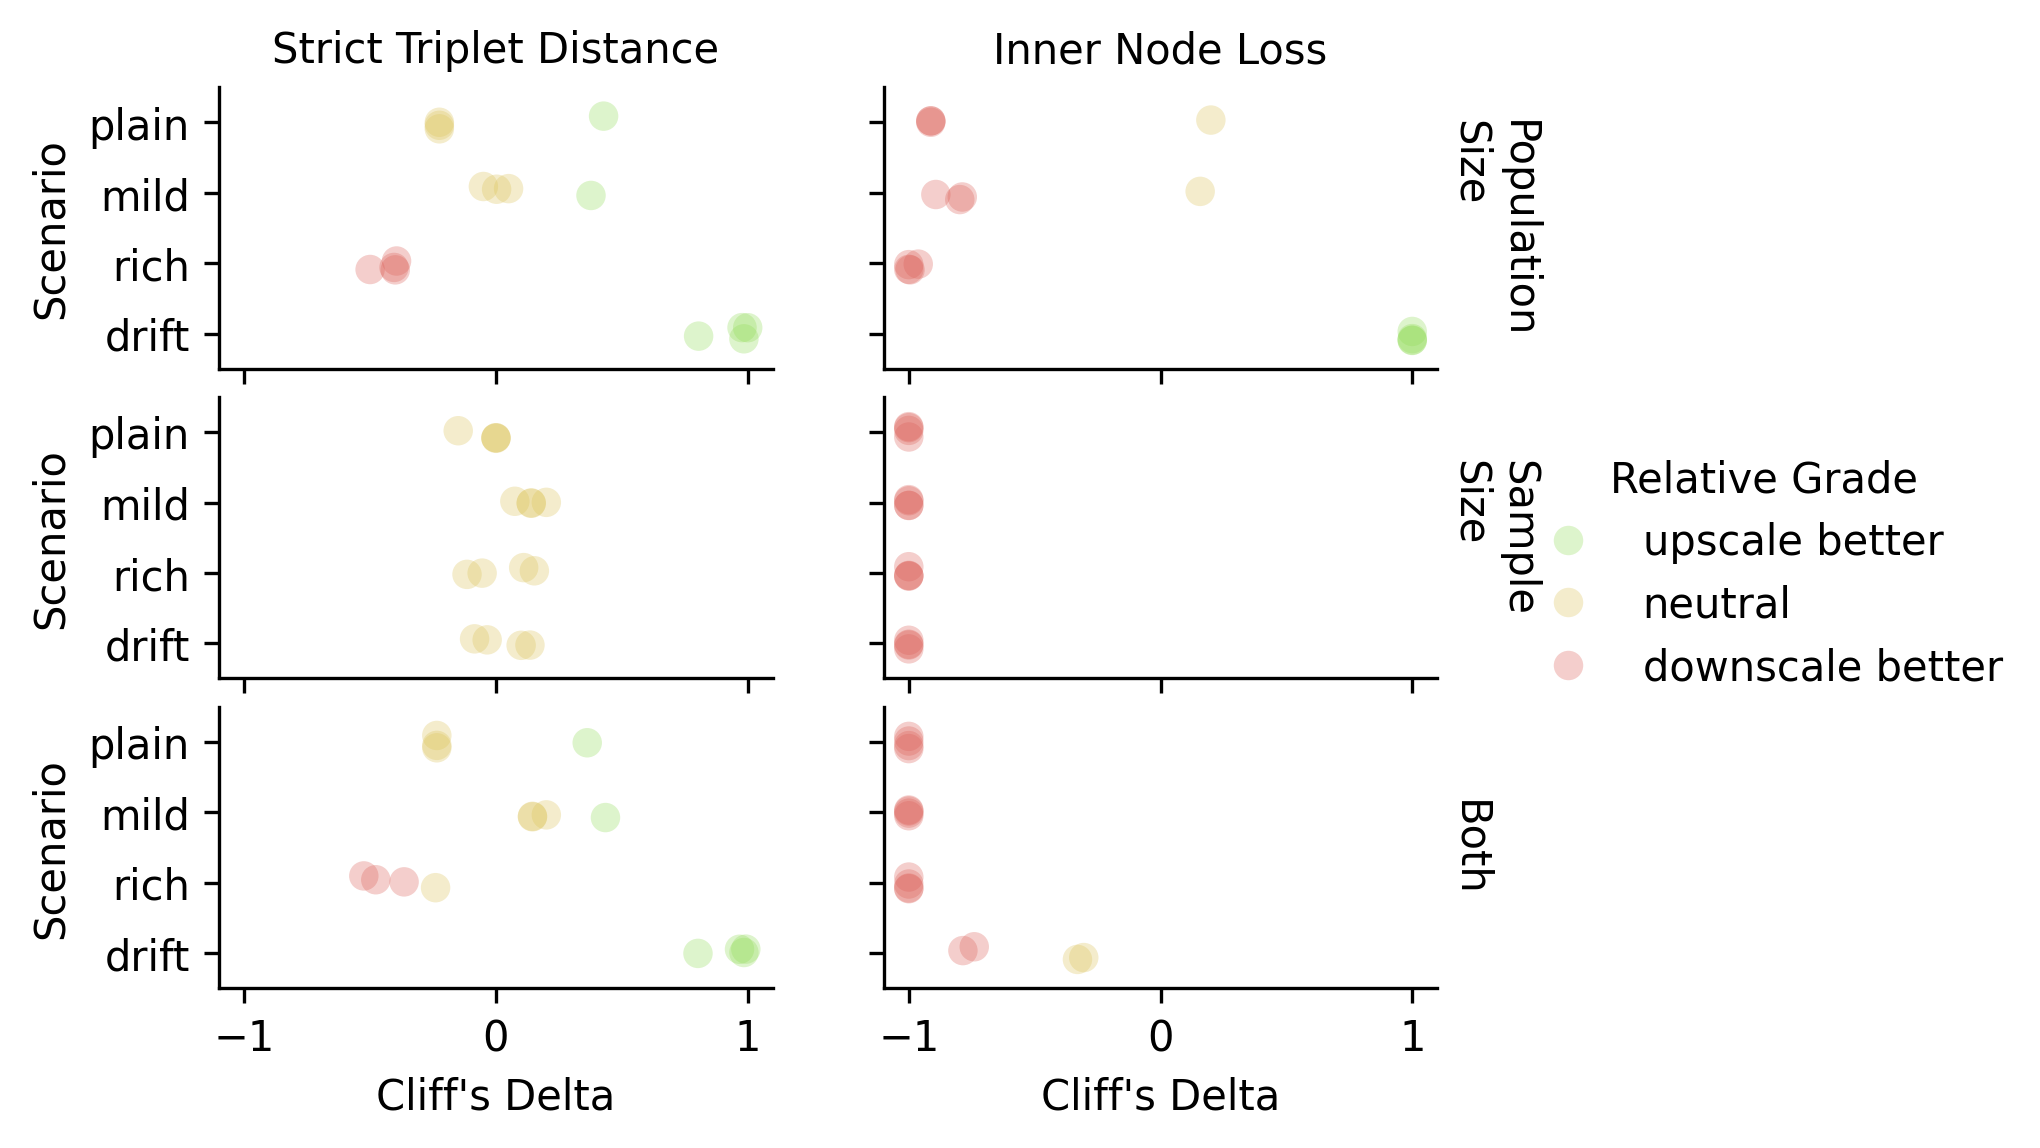 Strict Triplet Distance
Inner Node Loss
Scenario
plain
mild
rich
drift
Population
Size
Scenario
plain
mild
rich
drift
Sample
Size
Scenario
plain
mild
rich
drift
Both
−1
0
1
−1
0
1
Cliff's Delta
Cliff's Delta
Relative Grade
upscale better
neutral
downscale better